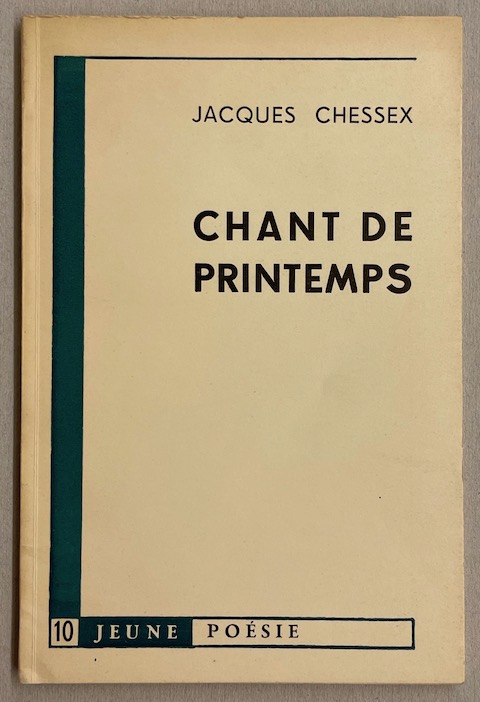 JACQUES CHESSEX
CHANT DE
PRINTEMPS
10 JEUNE POÉSIE